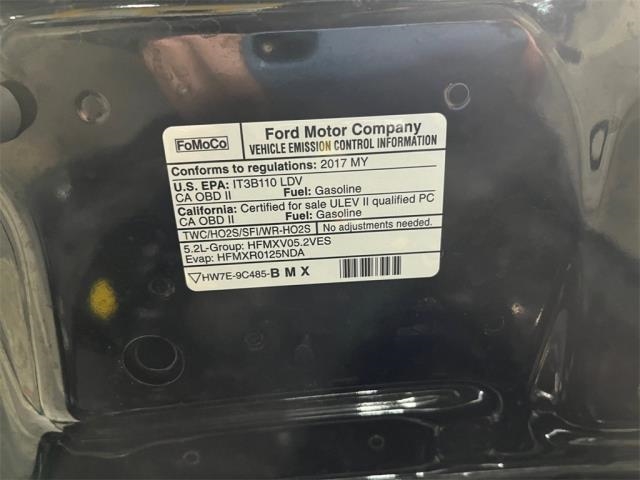 FoMoCo
Ford Motor Company
VEHICLE EMISSION CONTROL INFORMATION
Conforms to regulations: 2017 MY
U.S. EPA: IT3B110 LDV
CA OBD II Fuel: Gasoline
California: Certified for sale ULEV II qualified PC
CA OBD II Fuel: Gasoline
TWC/HO2S/SFI/WR-HO2S No adjustments needed.
5.2L-Group: HFMXV05.2VES
Evap: HFMXR0125NDA
HW7E-9C485-BMX